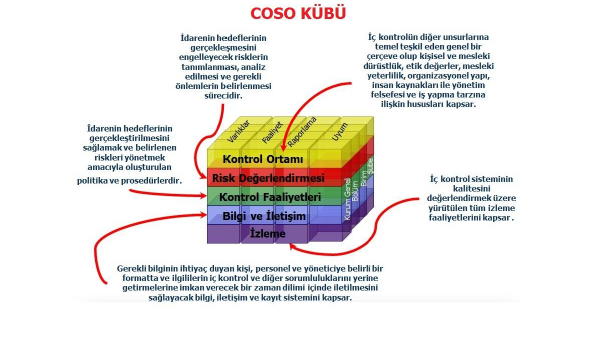 COSO KÜBÜ
İdarenin hedeflerinin
gerçekleşmesini
engelleyecek risklerin
tanımlanması, analiz
edilmesi ve gerekli
önlemlerin belirlenmesi
sürecidir.
İç kontrolün diğer unsurlarına
temel teşkil eden genel bir
çerçeve olup kişisel ve mesleki
dürüstlük, etik değerler, mesleki
yeterlilik, organizasyonel yapı,
insan kaynakları ile yönetim
felsefesi ve iş yapma tarzına
ilişkin hususları kapsar.
İdarenin hedeflerinin
gerçekleştirilmesini
sağlamak ve belirlenen
riskleri yönetmek
amacıyla oluşturulan
politika ve prosedürlerdir.
Varlıklar
Faaliyet
Raporlama
Uyum
Kontrol Ortamı
Risk Değerlendirmesi
Kontrol Faaliyetleri
Bilgi ve İletişim
İzleme
Kurum Geneli
Bölüm
Birim
Şube
İç kontrol sisteminin
kalitesini
değerlendirmek üzere
yürütülen tüm izleme
faaliyetlerini kapsar .
Gerekli bilginin ihtiyaç duyan kişi, personel ve yöneticiye belirli bir
formatta ve ilgililerin iç kontrol ve diğer sorumluluklarını yerine
getirmelerine imkan verecek bir zaman dilimi içinde iletilmesini
sağlayacak bilgi, iletişim ve kayıt sistemini kapsar.